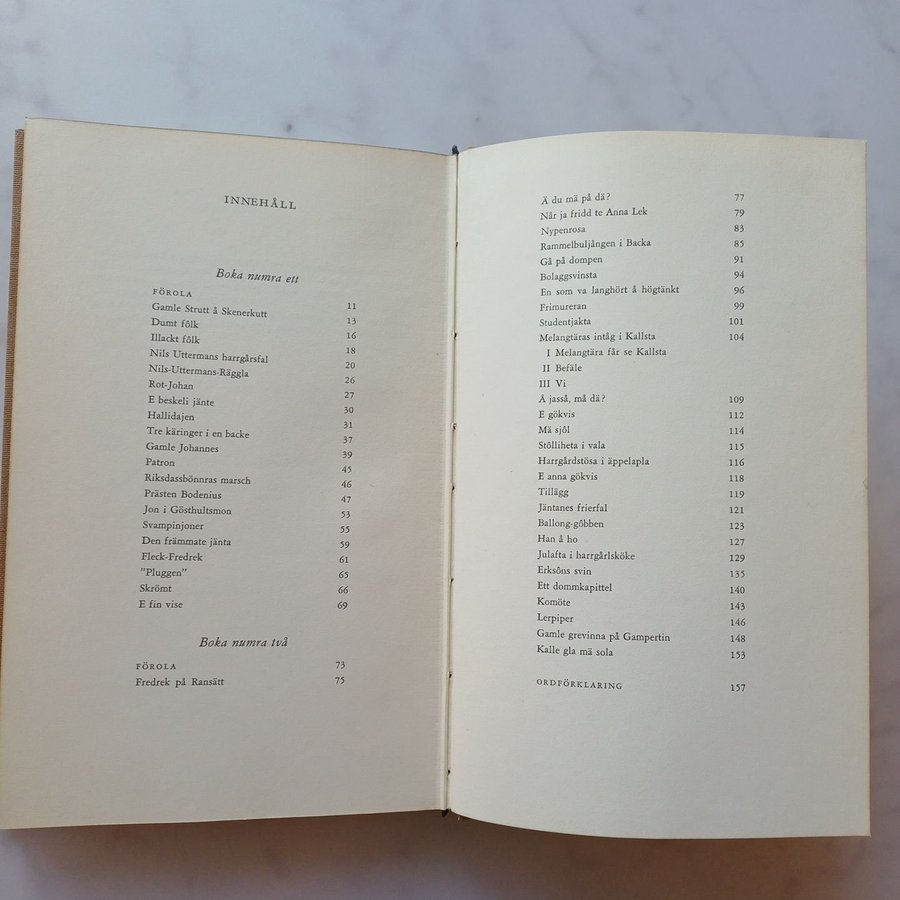 INNEHÅLL
Boka numra ett
FÖROLA 11
Gamle Strutt å Skenerkutt 13
Dumt fôlk 16
Illackt fôlk 18
Nils Uttermans harrgårsfal 20
Nils-Uttermans-Räggla 26
Rot-Johan 27
E beskeli jänte 30
Hallidajen 31
Tre käringer i en backe 37
Gamle Johannes 39
Patron 45
Riksdassbönnras marsch 46
Prästen Bodenius 47
Jon i Gösthultsmon 53
Svampinjoner 55
Den främmate jänta 59
Fleck-Fredrek 61
"Pluggen" 65
Skrömt 66
E fin vise 69
Boka numra två
FÖROLA 73
Fredrek på Ransätt 75
Ä du mä på dä? 77
Når ja fridd te Anna Lek 79
Nypenrosa 83
Rammelbuljången i Backa 85
Gå på dompen 91
Bolaggsvinsta 94
En som va langhört å högtänkt 96
Frimureran 99
Studentjakta 101
Melangtäras intåg i Kallsta 104
I Melangtära får se Kallsta
II Befäle
III Vi
Å jasså, må dä? 109
E gökvis 112
Mä sjôl 114
Stôlliheta i vala 115
Harrgårdstösa i äppelapla 116
E anna gökvis 118
Tillägg 119
Jäntanes frierfal 121
Ballong-gôbben 123
Han å ho 127
Julafta i harrgårlsköke 129
Erksôns svin 135
Ett dommkapittel 140
Komöte 143
Lerpiper 146
Gamle grevinna på Gampertin 148
Kalle gla mä sola 153
ORDFÖRKLARING 157